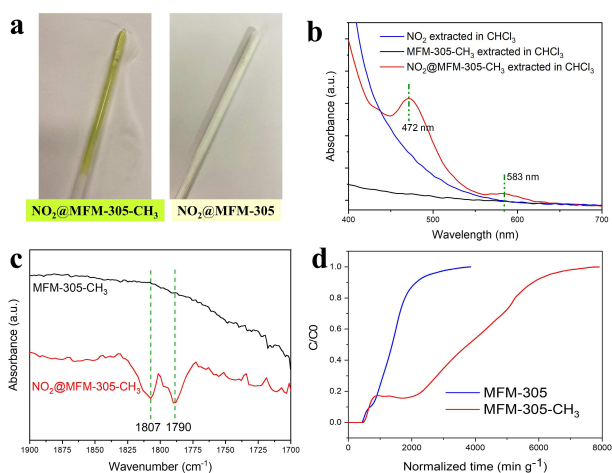 a
NO2@MFM-305-CH3
NO2@MFM-305
b
NO2 extracted in CHCl3
MFM-305-CH3 extracted in CHCl3
NO2@MFM-305-CH3 extracted in CHCl3
472 nm
583 nm
Absorbance (a.u.)
400 500 600 700
Wavelength (nm)
c
MFM-305-CH3
NO2@MFM-305-CH3
1807 1790
Absorbance (a.u.)
1900 1875 1850 1825 1800 1775 1750 1725 1700
Wavenumber (cm-1)
d
C/C0
1.0
0.8
0.6
0.4
0.2
0.0
MFM-305
MFM-305-CH3
0 2000 4000 6000 8000
Normalized time (min g-1)